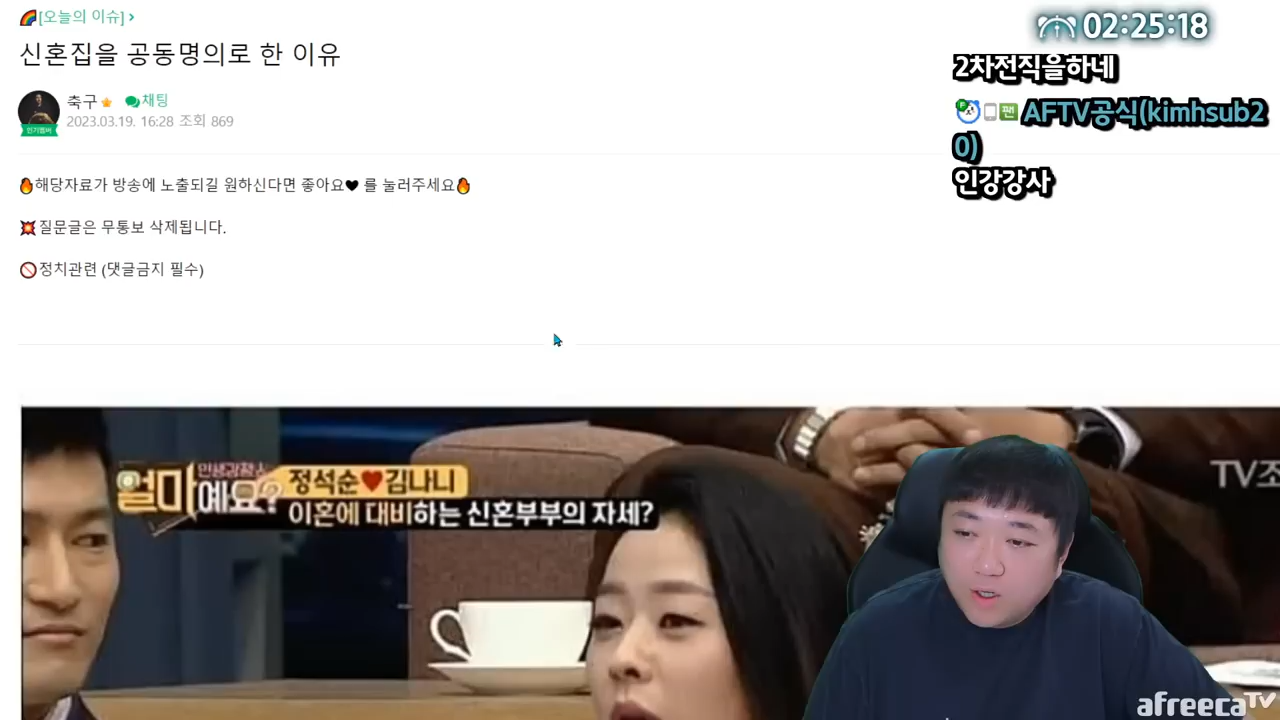 [오늘의 이슈] >
신혼집을 공동명의로 한 이유
축구 채팅
인기멤버
2023.03.19. 16:28 조회 869
해당자료가 방송에 노출되길 원하신다면 좋아요🖤 를 눌러주세요
질문글은 무통보 삭제됩니다.
정치관련 (댓글금지 필수)
02:25:18
2차전직을하네
AFTV공식(kimhsub2
0)
인강강사
얼마예요?
정석순♥김나니
이혼에 대비하는 신혼부부의 자세?
TV조
afreecaTV